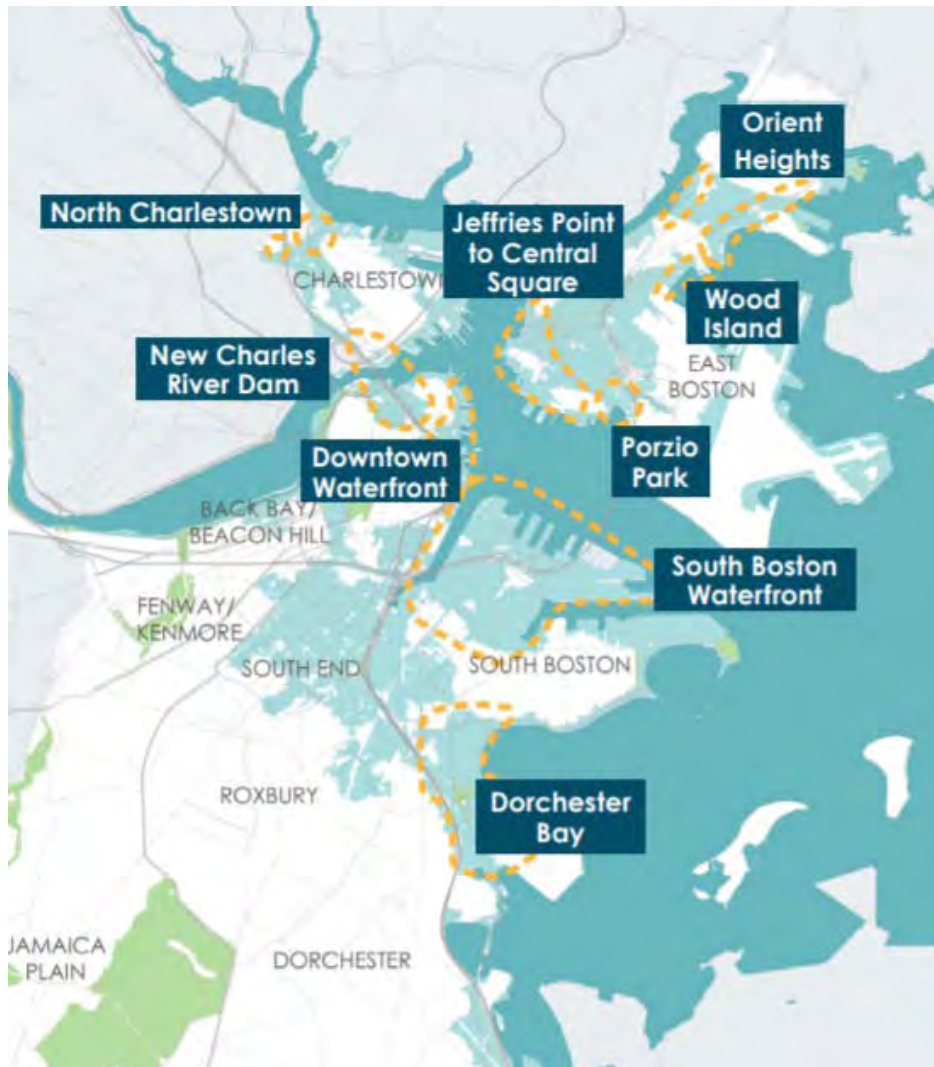 Orient
Heights
North Charlestown
Jeffries Point
to Central
Square
CHARLESTOWN
Wood
Island
New Charles
River Dam
EAST
BOSTON
Downtown
Waterfront
Porzio
Park
BACK BAY/
BEACON HILL
South Boston
Waterfront
FENWAY/
KENMORE
SOUTH END
SOUTH BOSTON
ROXBURY
Dorchester
Bay
JAMAICA
PLAIN
DORCHESTER